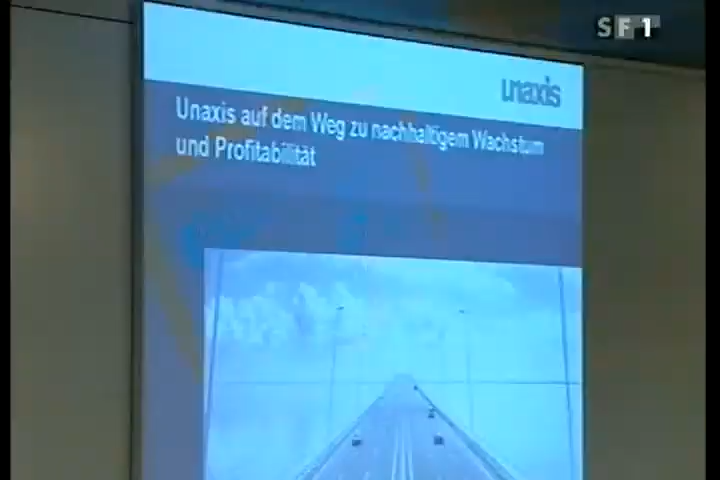 SF1
unaxis
Unaxis auf dem Weg zu nachhaltigem Wachstum
und Profitabilität